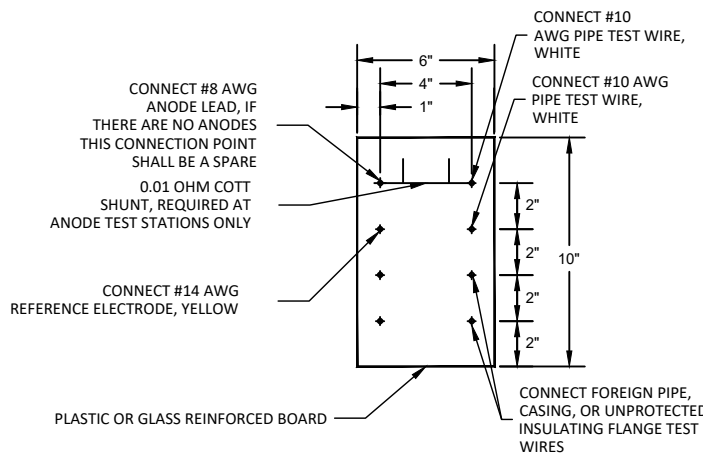 CONNECT #10
AWG PIPE TEST WIRE,
WHITE
6"
4"
1"
CONNECT #8 AWG
ANODE LEAD, IF
THERE ARE NO ANODES
THIS CONNECTION POINT
SHALL BE A SPARE
CONNECT #10 AWG
PIPE TEST WIRE,
WHITE
0.01 OHM COTT
SHUNT, REQUIRED AT
ANODE TEST STATIONS ONLY
2"
2"
10"
2"
2"
CONNECT #14 AWG
REFERENCE ELECTRODE, YELLOW
PLASTIC OR GLASS REINFORCED BOARD
CONNECT FOREIGN PIPE,
CASING, OR UNPROTECTED
INSULATING FLANGE TEST
WIRES